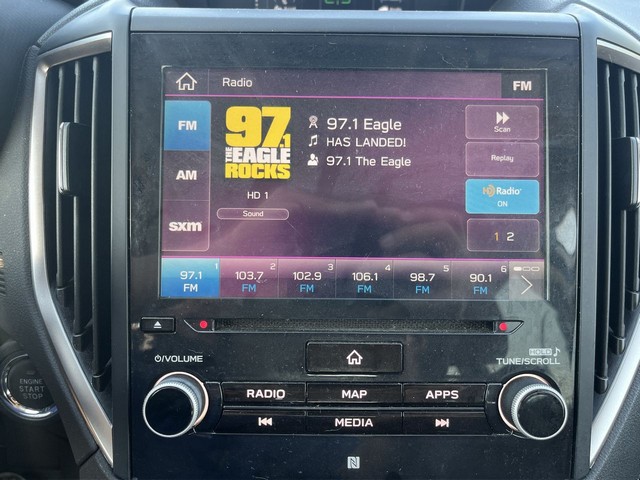 Radio
FM
FM
AM
sxm
97.1
THE EAGLE
ROCKS
HD 1
Sound
97.1 Eagle
HAS LANDED!
97.1 The Eagle
Scan
Replay
HD Radio
ON
1 2
1
97.1
FM
2
103.7
FM
3
102.9
FM
4
106.1
FM
5
98.7
FM
6
90.1
FM
VOLUME
TUNE/SCROLL
ENGINE
START
STOP
RADIO
MAP
APPS
MEDIA
N